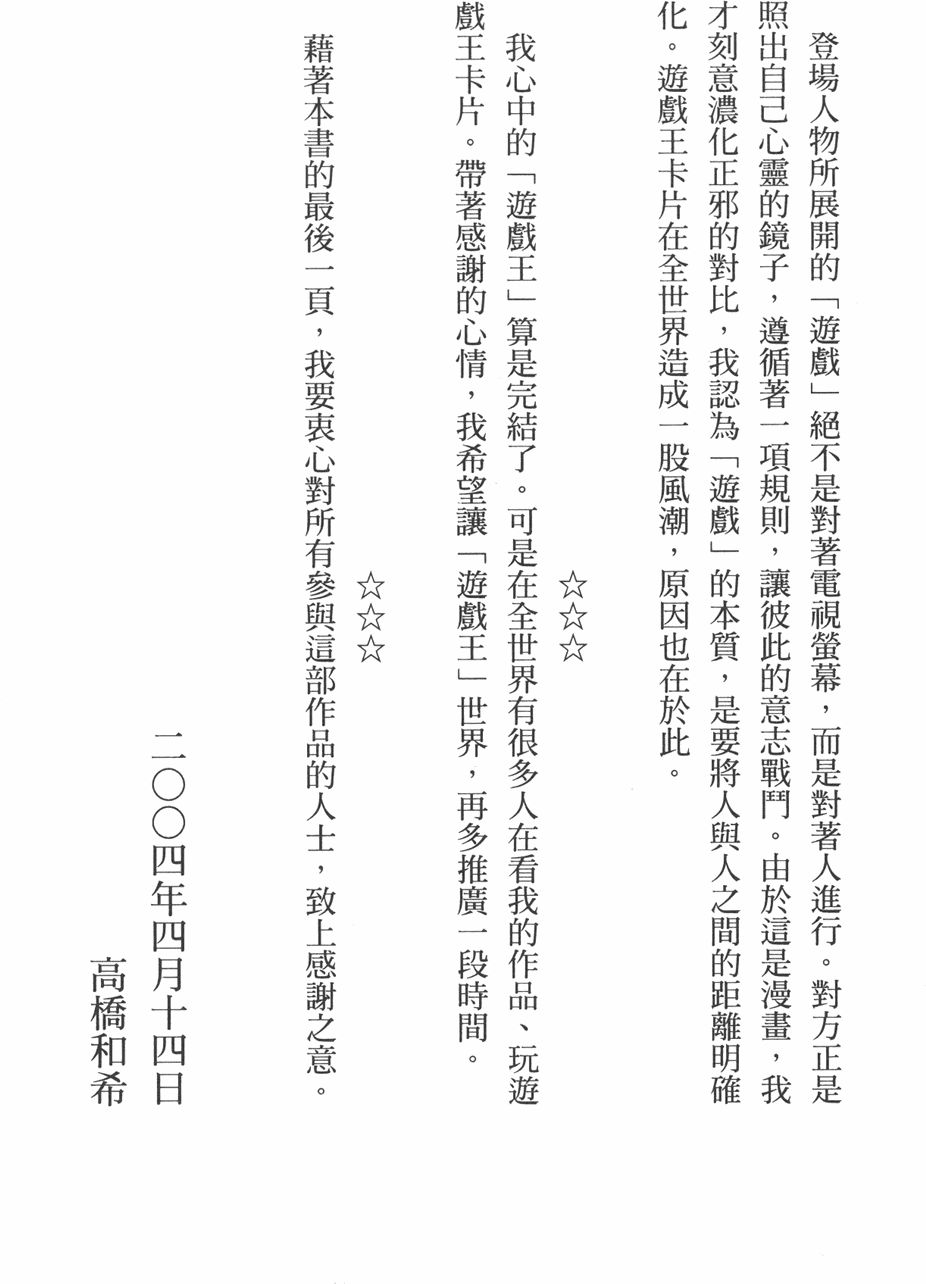 登場人物所展開的「遊戲」絕不是對著電視螢幕，而是對著人進行。對方正是
照出自己心靈的鏡子，遵循著一項規則，讓彼此的意志戰鬥。由於這是漫畫，我
才刻意濃化正邪的對比，我認為「遊戲」的本質，是要將人與人之間的距離明確
化。遊戲王卡片在全世界造成一股風潮，原因也在於此。
☆☆☆
我心中的「遊戲王」算是完結了。可是在全世界有很多人在看我的作品、玩遊
戲王卡片。帶著感謝的心情，我希望讓「遊戲王」世界，再多推廣一段時間。
☆☆☆
藉著本書的最後一頁，我要衷心對所有參與這部作品的人士，致上感謝之意。
二〇〇四年四月十四日
高橋和希